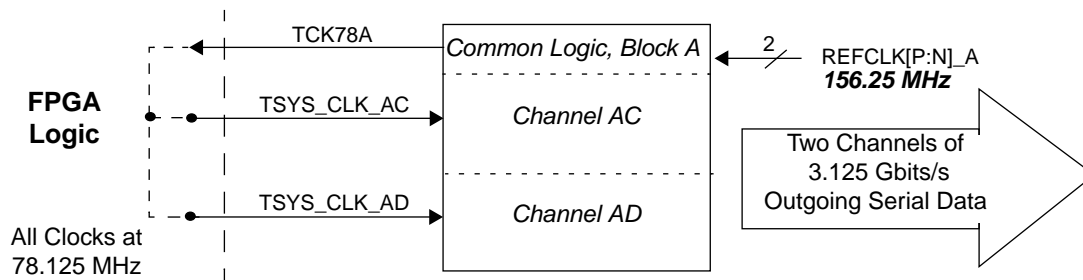 TCK78A
Common Logic, Block A
2
REFCLK[P:N]_A
156.25 MHz
FPGA
Logic
TSYS_CLK_AC
Channel AC
Two Channels of
3.125 Gbits/s
Outgoing Serial Data
TSYS_CLK_AD
Channel AD
All Clocks at
78.125 MHz